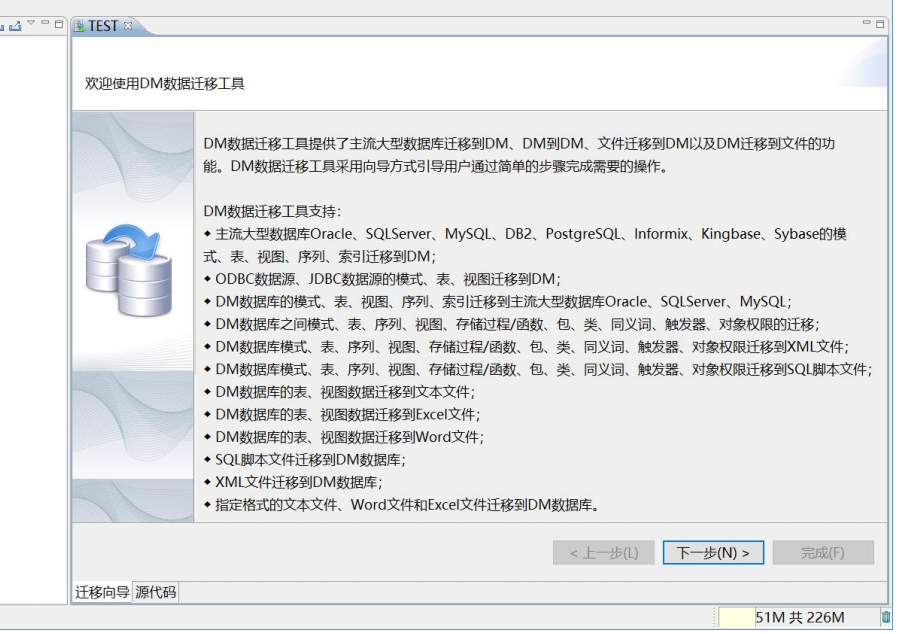 TEST
欢迎使用DM数据迁移工具
DM数据迁移工具提供了主流大型数据库迁移到DM、DM到DM、文件迁移到DM以及DM迁移到文件的功
能。DM数据迁移工具采用向导方式引导用户通过简单的步骤完成需要的操作。
DM数据迁移工具支持：
◆ 主流大型数据库Oracle、SQLServer、MySQL、DB2、PostgreSQL、Informix、Kingbase、Sybase的模
式、表、视图、序列、索引迁移到DM；
◆ ODBC数据源、JDBC数据源的模式、表、视图迁移到DM；
◆ DM数据库的模式、表、视图、序列、索引迁移到主流大型数据库Oracle、SQLServer、MySQL；
◆ DM数据库之间模式、表、序列、视图、存储过程/函数、包、类、同义词、触发器、对象权限的迁移；
◆ DM数据库模式、表、序列、视图、存储过程/函数、包、类、同义词、触发器、对象权限迁移到XML文件；
◆ DM数据库模式、表、序列、视图、存储过程/函数、包、类、同义词、触发器、对象权限迁移到SQL脚本文件；
◆ DM数据库的表、视图数据迁移到文本文件；
◆ DM数据库的表、视图数据迁移到Excel文件；
◆ DM数据库的表、视图数据迁移到Word文件；
◆ SQL脚本文件迁移到DM数据库；
◆ XML文件迁移到DM数据库；
◆ 指定格式的文本文件、Word文件和Excel文件迁移到DM数据库。
< 上一步(L) 下一步(N) > 完成(F)
迁移向导 源代码
51M 共 226M